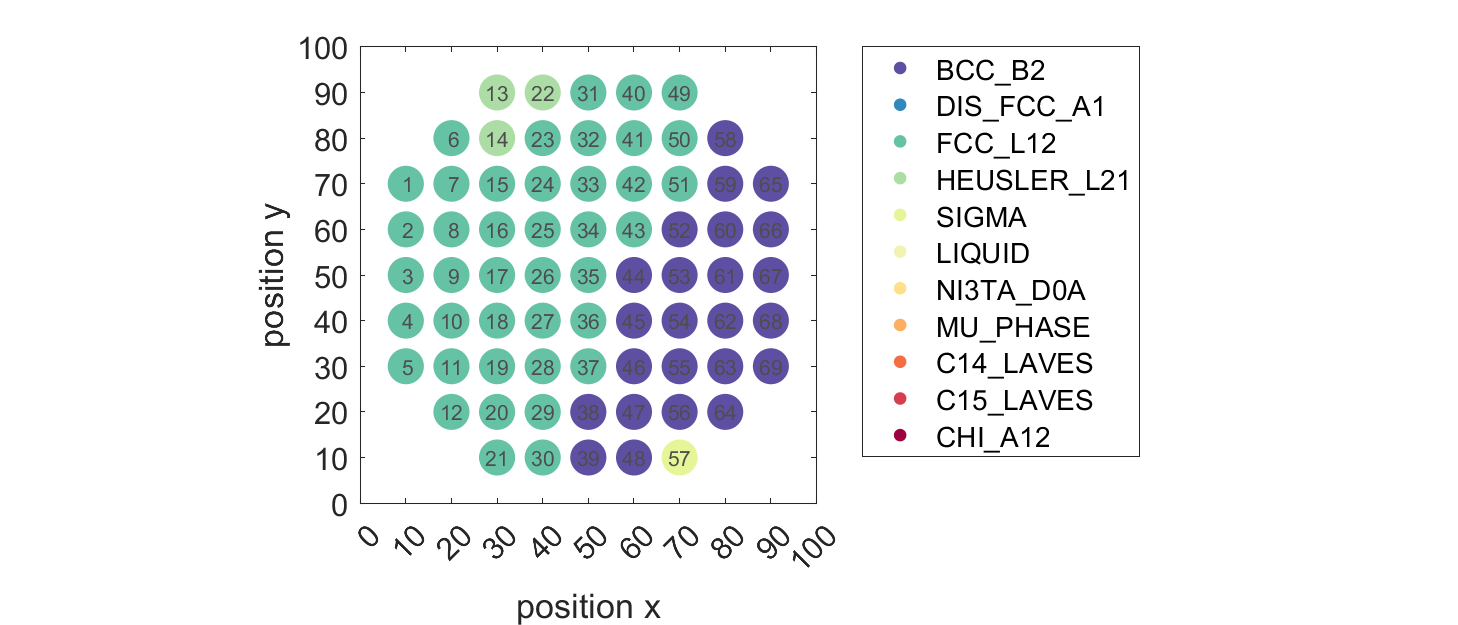 100
90
80
70
60
50
40
30
20
10
0
position y
13 22 31 40 49
6 14 23 32 41 50 58
1 7 15 24 33 42 51 59 65
2 8 16 25 34 43 52 60 66
3 9 17 26 35 44 53 61 67
4 10 18 27 36 45 54 62 68
5 11 19 28 37 46 55 63 69
12 20 29 38 47 56 64
21 30 39 48 57
0 10 20 30 40 50 60 70 80 90 100
position x
BCC_B2
DIS_FCC_A1
FCC_L12
HEUSLER_L21
SIGMA
LIQUID
NI3TA_D0A
MU_PHASE
C14_LAVES
C15_LAVES
CHI_A12